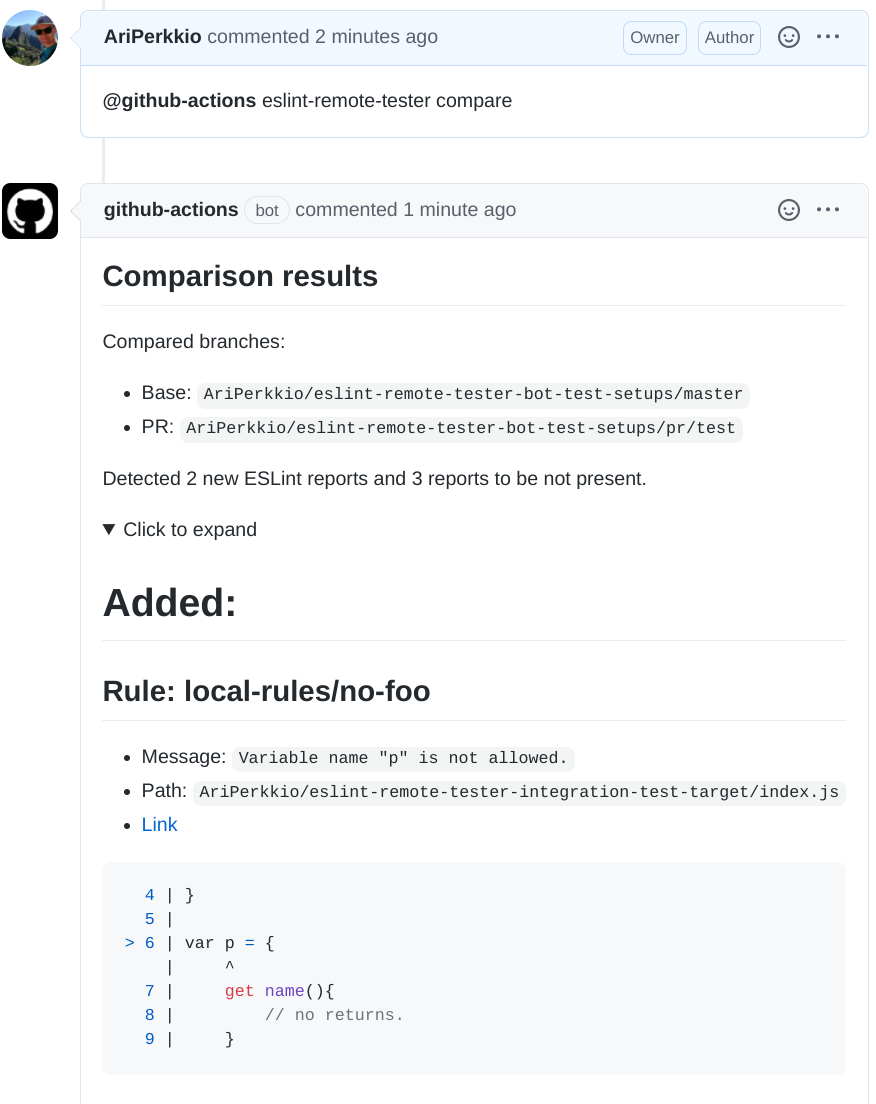 AriPerkkio commented 2 minutes ago Owner Author
@github-actions eslint-remote-tester compare
github-actions bot commented 1 minute ago
Comparison results
Compared branches:
• Base: AriPerkkio/eslint-remote-tester-bot-test-setups/master
• PR: AriPerkkio/eslint-remote-tester-bot-test-setups/pr/test
Detected 2 new ESLint reports and 3 reports to be not present.
▼ Click to expand
Added:
Rule: local-rules/no-foo
• Message: Variable name "p" is not allowed.
• Path: AriPerkkio/eslint-remote-tester-integration-test-target/index.js
• Link
  4 | }
  5 |
> 6 | var p = {
    |     ^
  7 |     get name(){
  8 |         // no returns.
  9 |     }